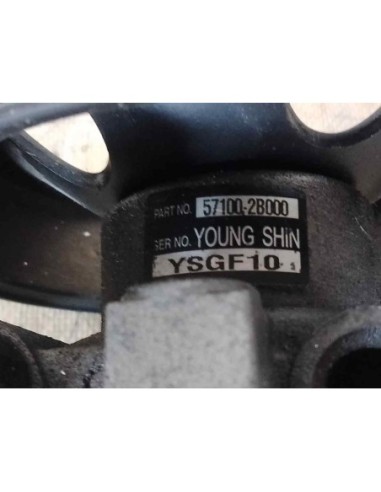 PART NO. 57100-2B000
SER NO. YOUNG SHiN
YSGF10